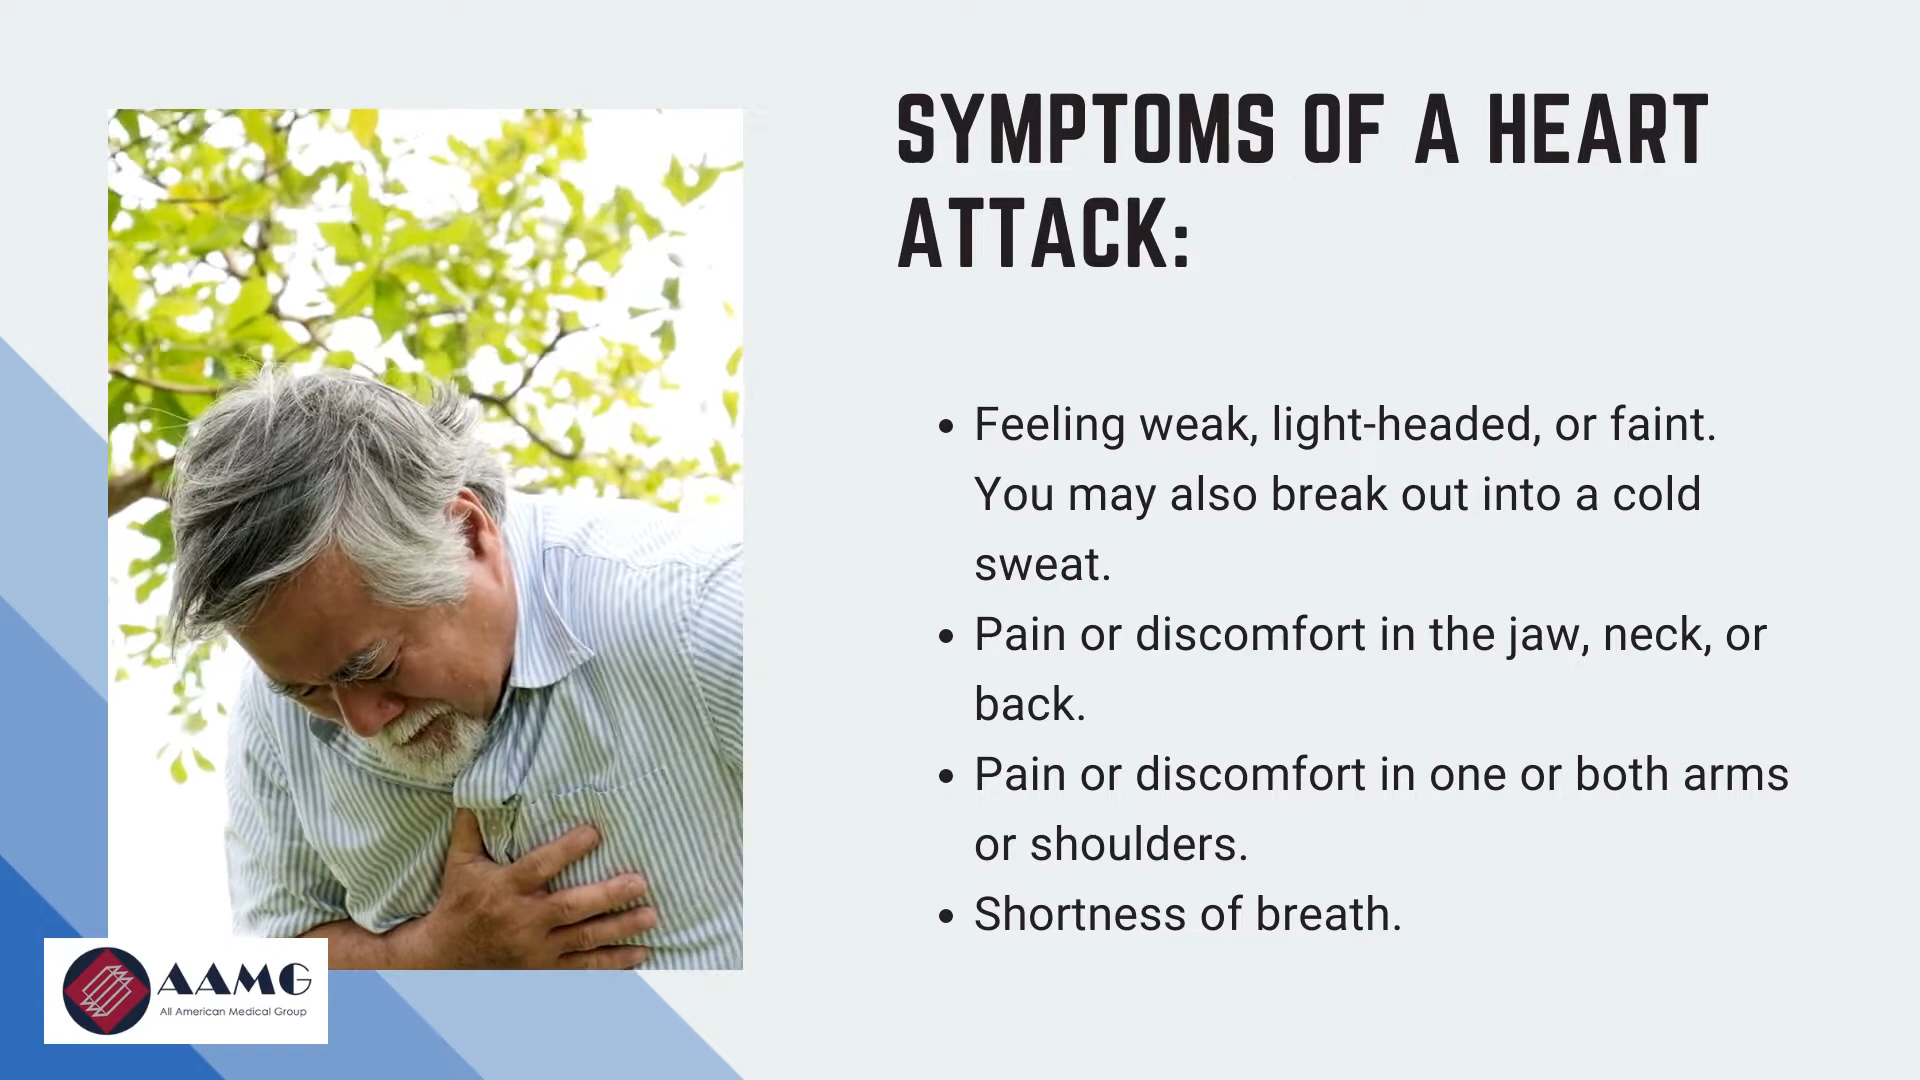 SYMPTOMS OF A HEART
ATTACK:
• Feeling weak, light-headed, or faint.
You may also break out into a cold
sweat.
• Pain or discomfort in the jaw, neck, or
back.
• Pain or discomfort in one or both arms
or shoulders.
• Shortness of breath.
AAMG
All American Medical Group